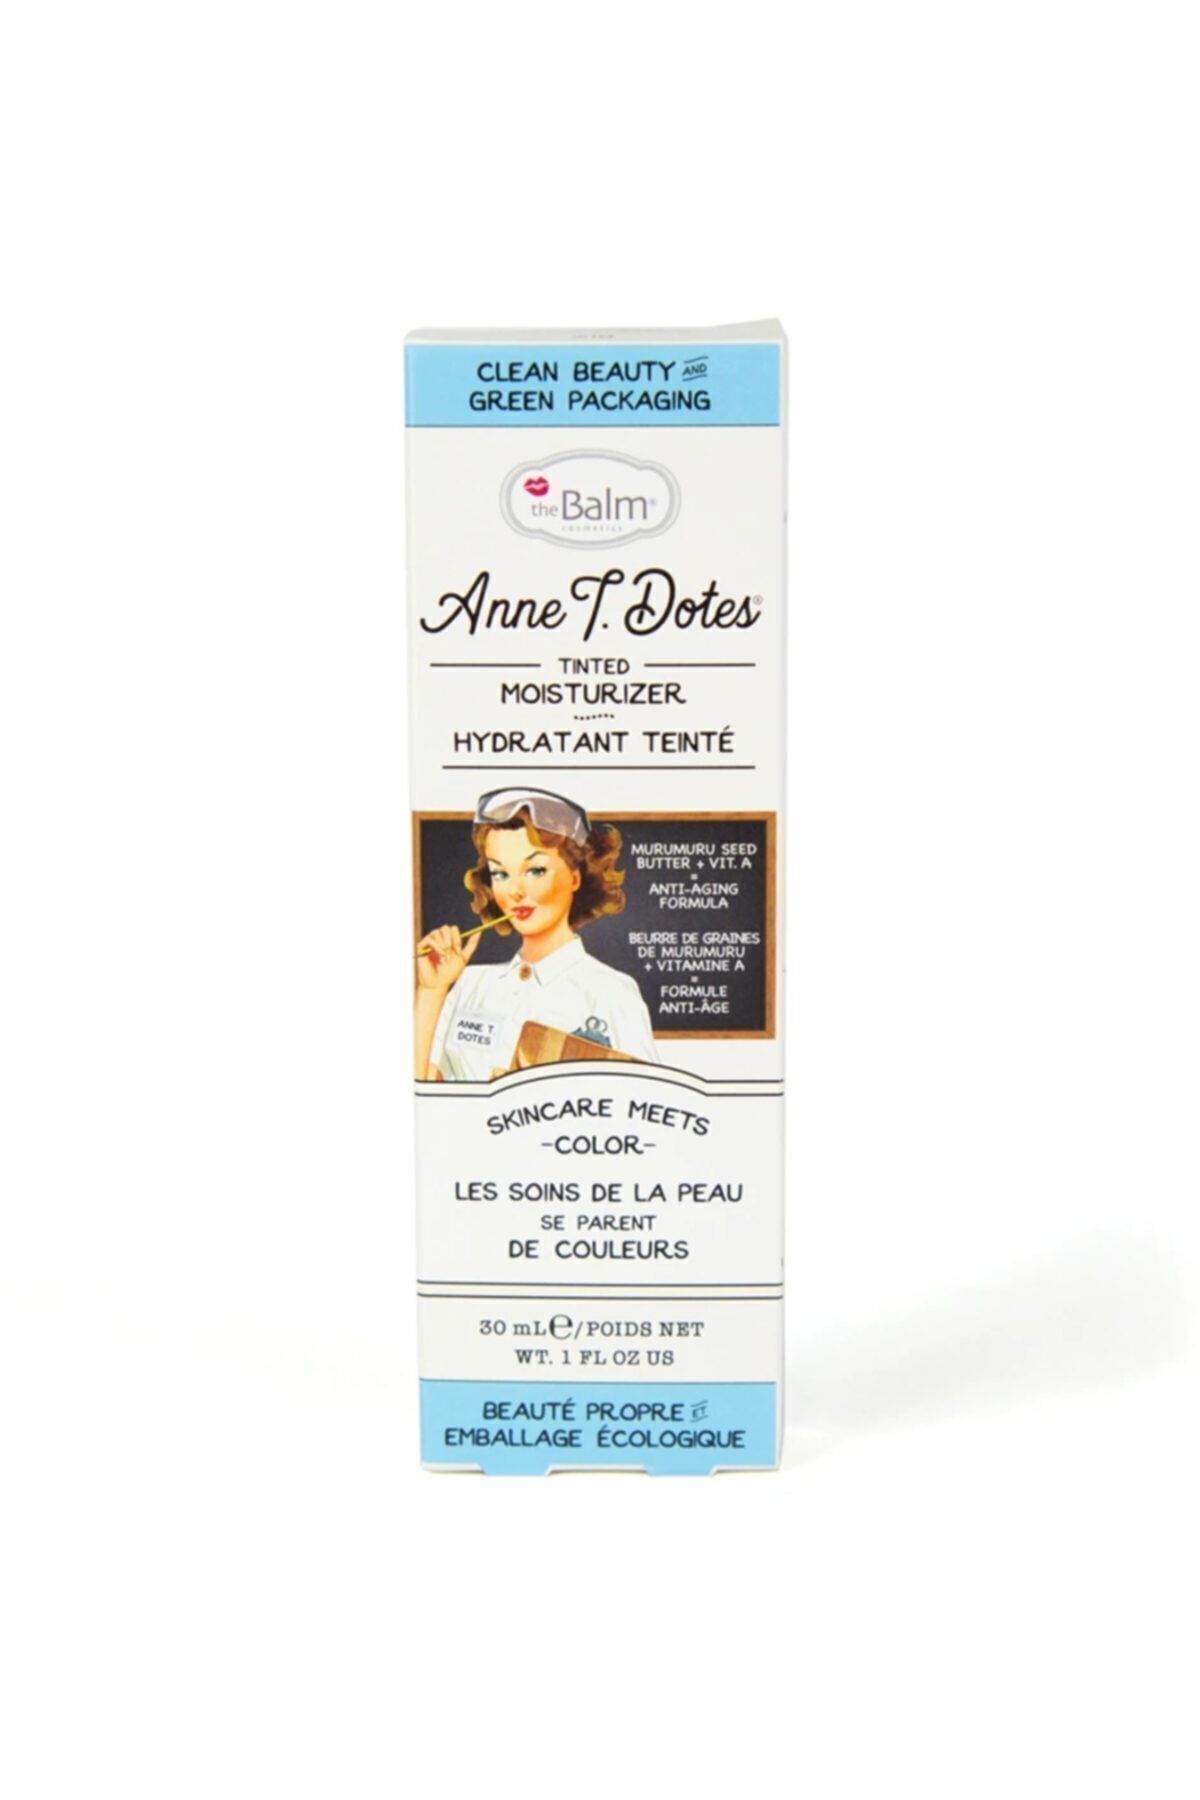 CLEAN BEAUTY AND
GREEN PACKAGING
the Balm®
cosmetics
Anne T. Dotes®
TINTED
MOISTURIZER
HYDRATANT TEINTÉ
MURUMURU SEED
BUTTER + VIT. A
=
ANTI-AGING
FORMULA
BEURRE DE GRAINES
DE MURUMURU
+ VITAMINE A
=
FORMULE
ANTI-ÂGE
ANNE T.
DOTES
SKINCARE MEETS
-COLOR-
LES SOINS DE LA PEAU
SE PARENT
DE COULEURS
30 mL℮/POIDS NET
WT. 1 FL OZ US
BEAUTÉ PROPRE ET
EMBALLAGE ÉCOLOGIQUE